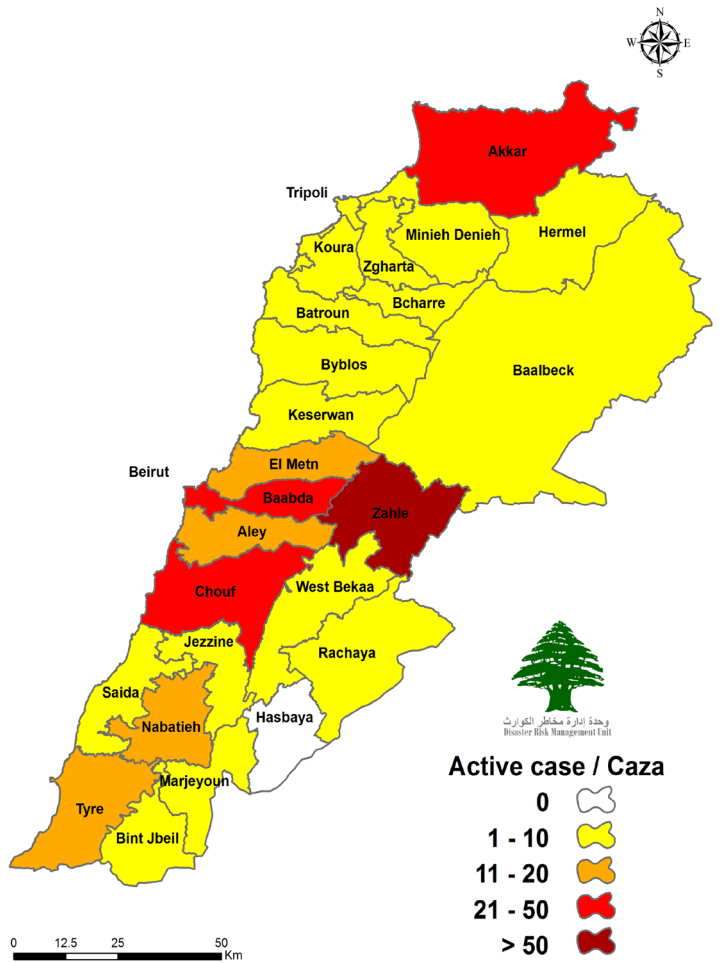 N
W E
S
Akkar
Tripoli
Koura
Zgharta
Minieh Denieh
Hermel
Bcharre
Batroun
Byblos
Baalbeck
Keserwan
El Metn
Beirut
Baabda
Zahle
Aley
Chouf
West Bekaa
Jezzine
Rachaya
Saida
Hasbaya
Nabatieh
Marjeyoun
Tyre
Bint Jbeil
وحدة إدارة مخاطر الكوارث
Disaster Risk Management Unit
Active case / Caza
0
1 - 10
11 - 20
21 - 50
> 50
0 12.5 25 50
Km